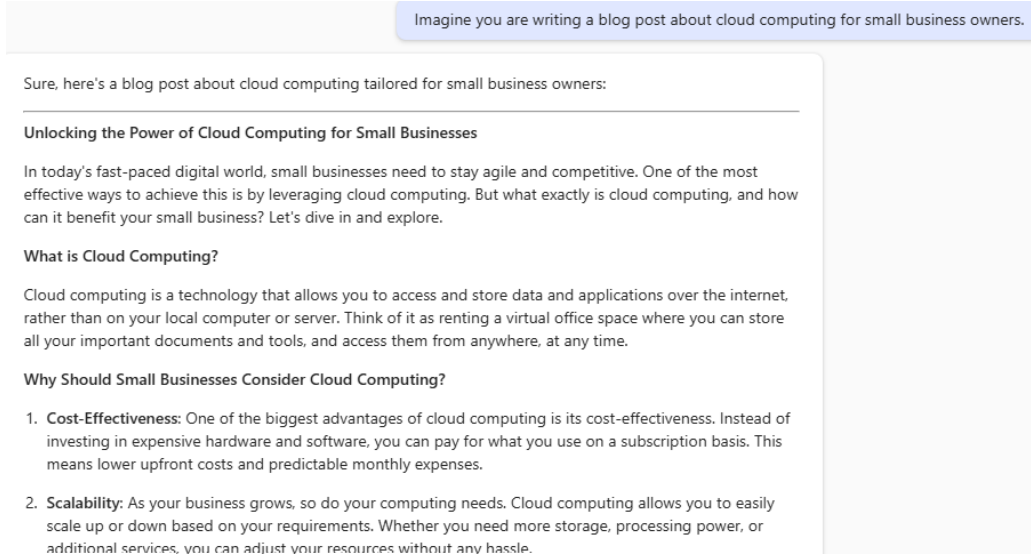 Imagine you are writing a blog post about cloud computing for small business owners.
Sure, here's a blog post about cloud computing tailored for small business owners:
Unlocking the Power of Cloud Computing for Small Businesses
In today's fast-paced digital world, small businesses need to stay agile and competitive. One of the most
effective ways to achieve this is by leveraging cloud computing. But what exactly is cloud computing, and how
can it benefit your small business? Let's dive in and explore.
What is Cloud Computing?
Cloud computing is a technology that allows you to access and store data and applications over the internet,
rather than on your local computer or server. Think of it as renting a virtual office space where you can store
all your important documents and tools, and access them from anywhere, at any time.
Why Should Small Businesses Consider Cloud Computing?
1. Cost-Effectiveness: One of the biggest advantages of cloud computing is its cost-effectiveness. Instead of
investing in expensive hardware and software, you can pay for what you use on a subscription basis. This
means lower upfront costs and predictable monthly expenses.
2. Scalability: As your business grows, so do your computing needs. Cloud computing allows you to easily
scale up or down based on your requirements. Whether you need more storage, processing power, or
additional services, you can adjust your resources without any hassle.